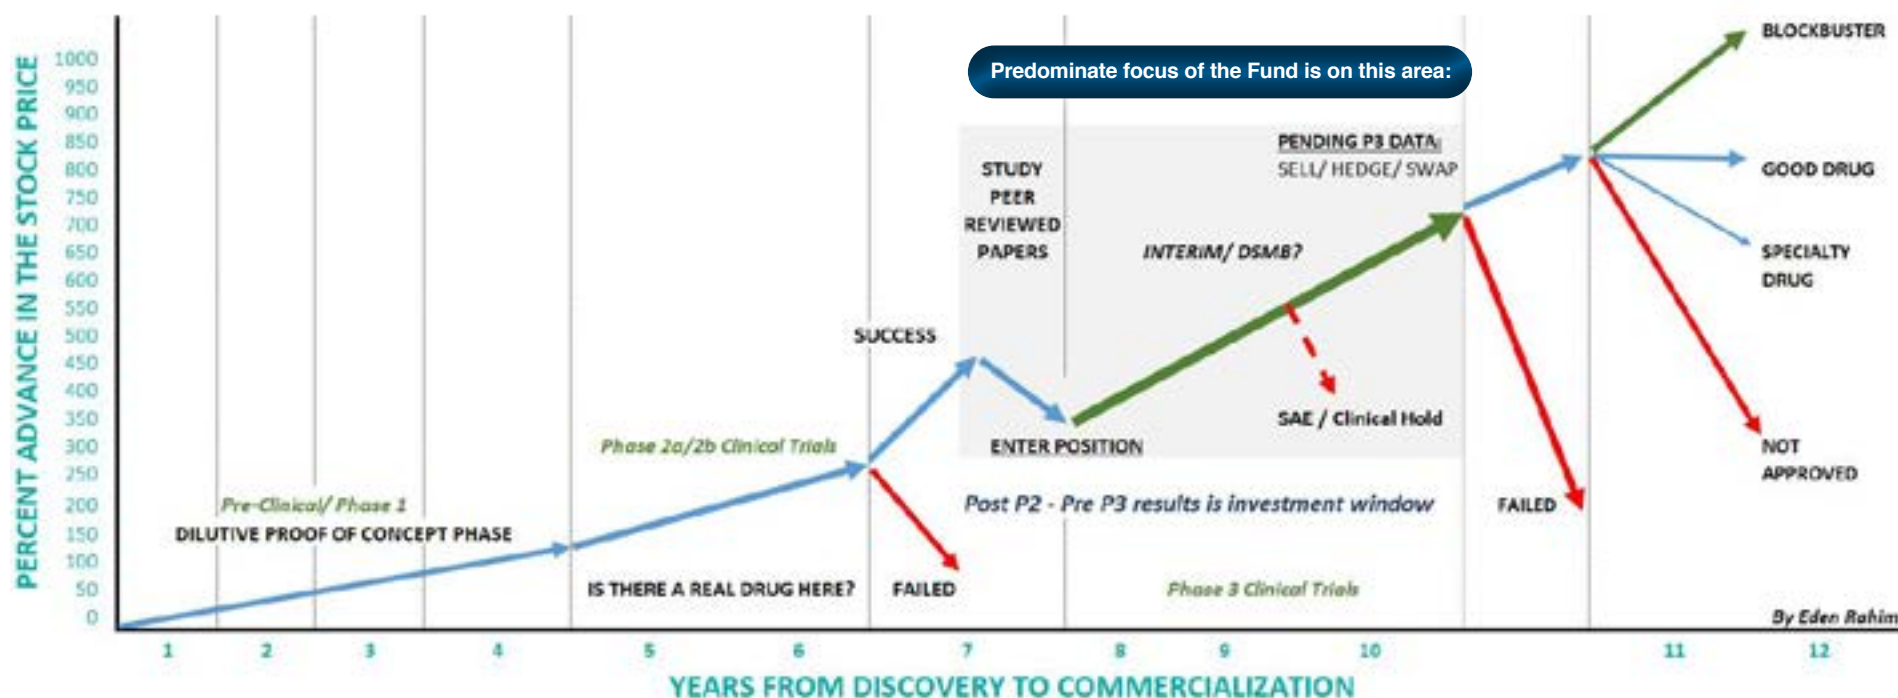 PERCENT ADVANCE IN THE STOCK PRICE
1000
950
900
850
800
750
700
650
600
550
500
450
400
350
300
250
200
150
100
50
0
Predominate focus of the Fund is on this area:
Pre-Clinical/ Phase 1
DILUTIVE PROOF OF CONCEPT PHASE
Phase 2a/2b Clinical Trials
IS THERE A REAL DRUG HERE?
SUCCESS
FAILED
STUDY
PEER
REVIEWED
PAPERS
ENTER POSITION
PENDING P3 DATA:
SELL/ HEDGE/ SWAP
INTERIM/ DSMB?
SAE / Clinical Hold
Post P2 - Pre P3 results is investment window
Phase 3 Clinical Trials
FAILED
BLOCKBUSTER
GOOD DRUG
SPECIALTY
DRUG
NOT
APPROVED
By Eden Rahim
1 2 3 4 5 6 7 8 9 10 11 12
YEARS FROM DISCOVERY TO COMMERCIALIZATION